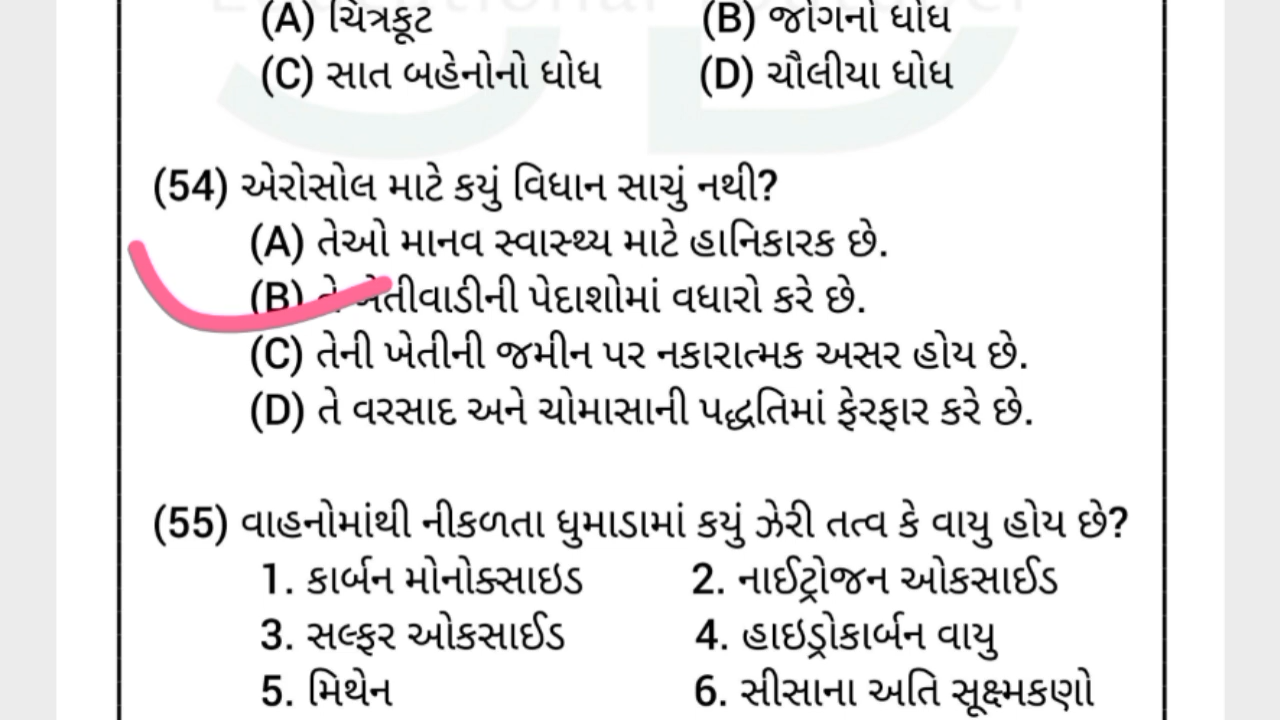 (A) ચિત્રકૂટ (B) જોગનો ધોધ
(C) સાત બહેનોનો ધોધ (D) ચૌલીયા ધોધ
(54) એરોસોલ માટે કયું વિધાન સાચું નથી?
(A) તેઓ માનવ સ્વાસ્થ્ય માટે હાનિકારક છે.
(B) તે ખેતીવાડીની પેદાશોમાં વધારો કરે છે.
(C) તેની ખેતીની જમીન પર નકારાત્મક અસર હોય છે.
(D) તે વરસાદ અને ચોમાસાની પદ્ધતિમાં ફેરફાર કરે છે.
(55) વાહનોમાંથી નીકળતા ધુમાડામાં કયું ઝેરી તત્વ કે વાયુ હોય છે?
1. કાર્બન મોનોક્સાઇડ 2. નાઈટ્રોજન ઓકસાઈડ
3. સલ્ફર ઓકસાઈડ 4. હાઇડ્રોકાર્બન વાયુ
5. મિથેન 6. સીસાના અતિ સૂક્ષ્મકણો